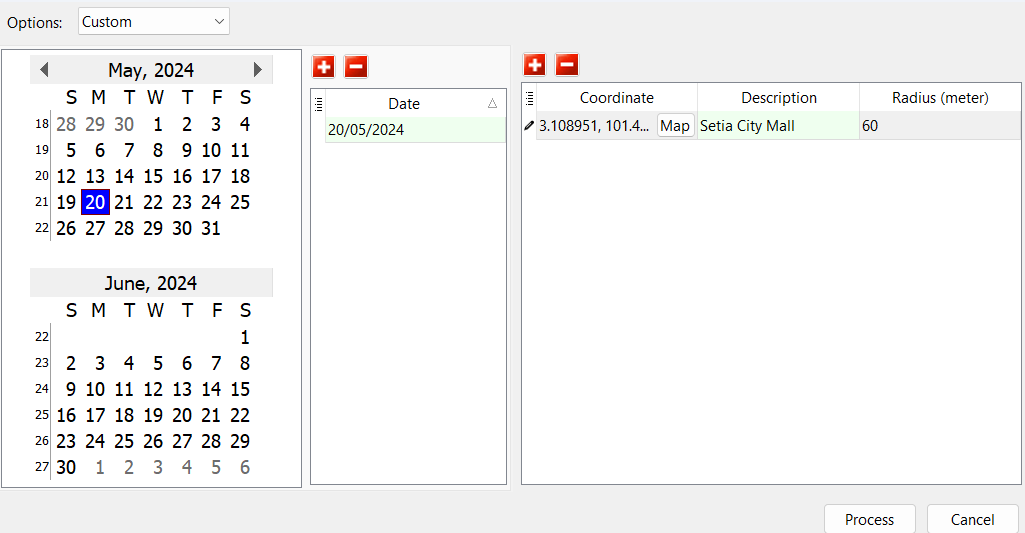 Options: Custom
May, 2024
S M T W T F S
18 28 29 30 1 2 3 4
19 5 6 7 8 9 10 11
20 12 13 14 15 16 17 18
21 19 20 21 22 23 24 25
22 26 27 28 29 30 31
June, 2024
S M T W T F S
22 1
23 2 3 4 5 6 7 8
24 9 10 11 12 13 14 15
25 16 17 18 19 20 21 22
26 23 24 25 26 27 28 29
27 30 1 2 3 4 5 6
Date
20/05/2024
Coordinate Description Radius (meter)
3.108951, 101.4... Map Setia City Mall 60
Process Cancel